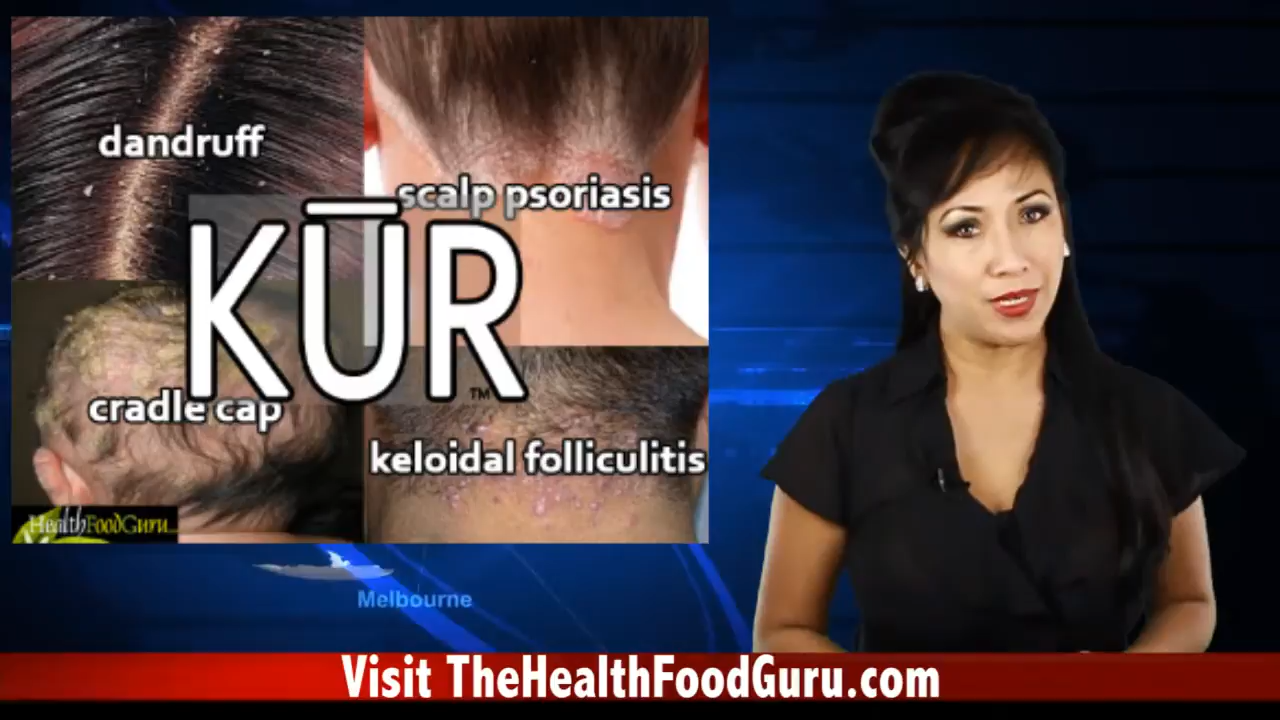 dandruff
scalp psoriasis
KŪR
TM
cradle cap
keloidal folliculitis
HealthFoodGuru
Melbourne
Visit TheHealthFoodGuru.com